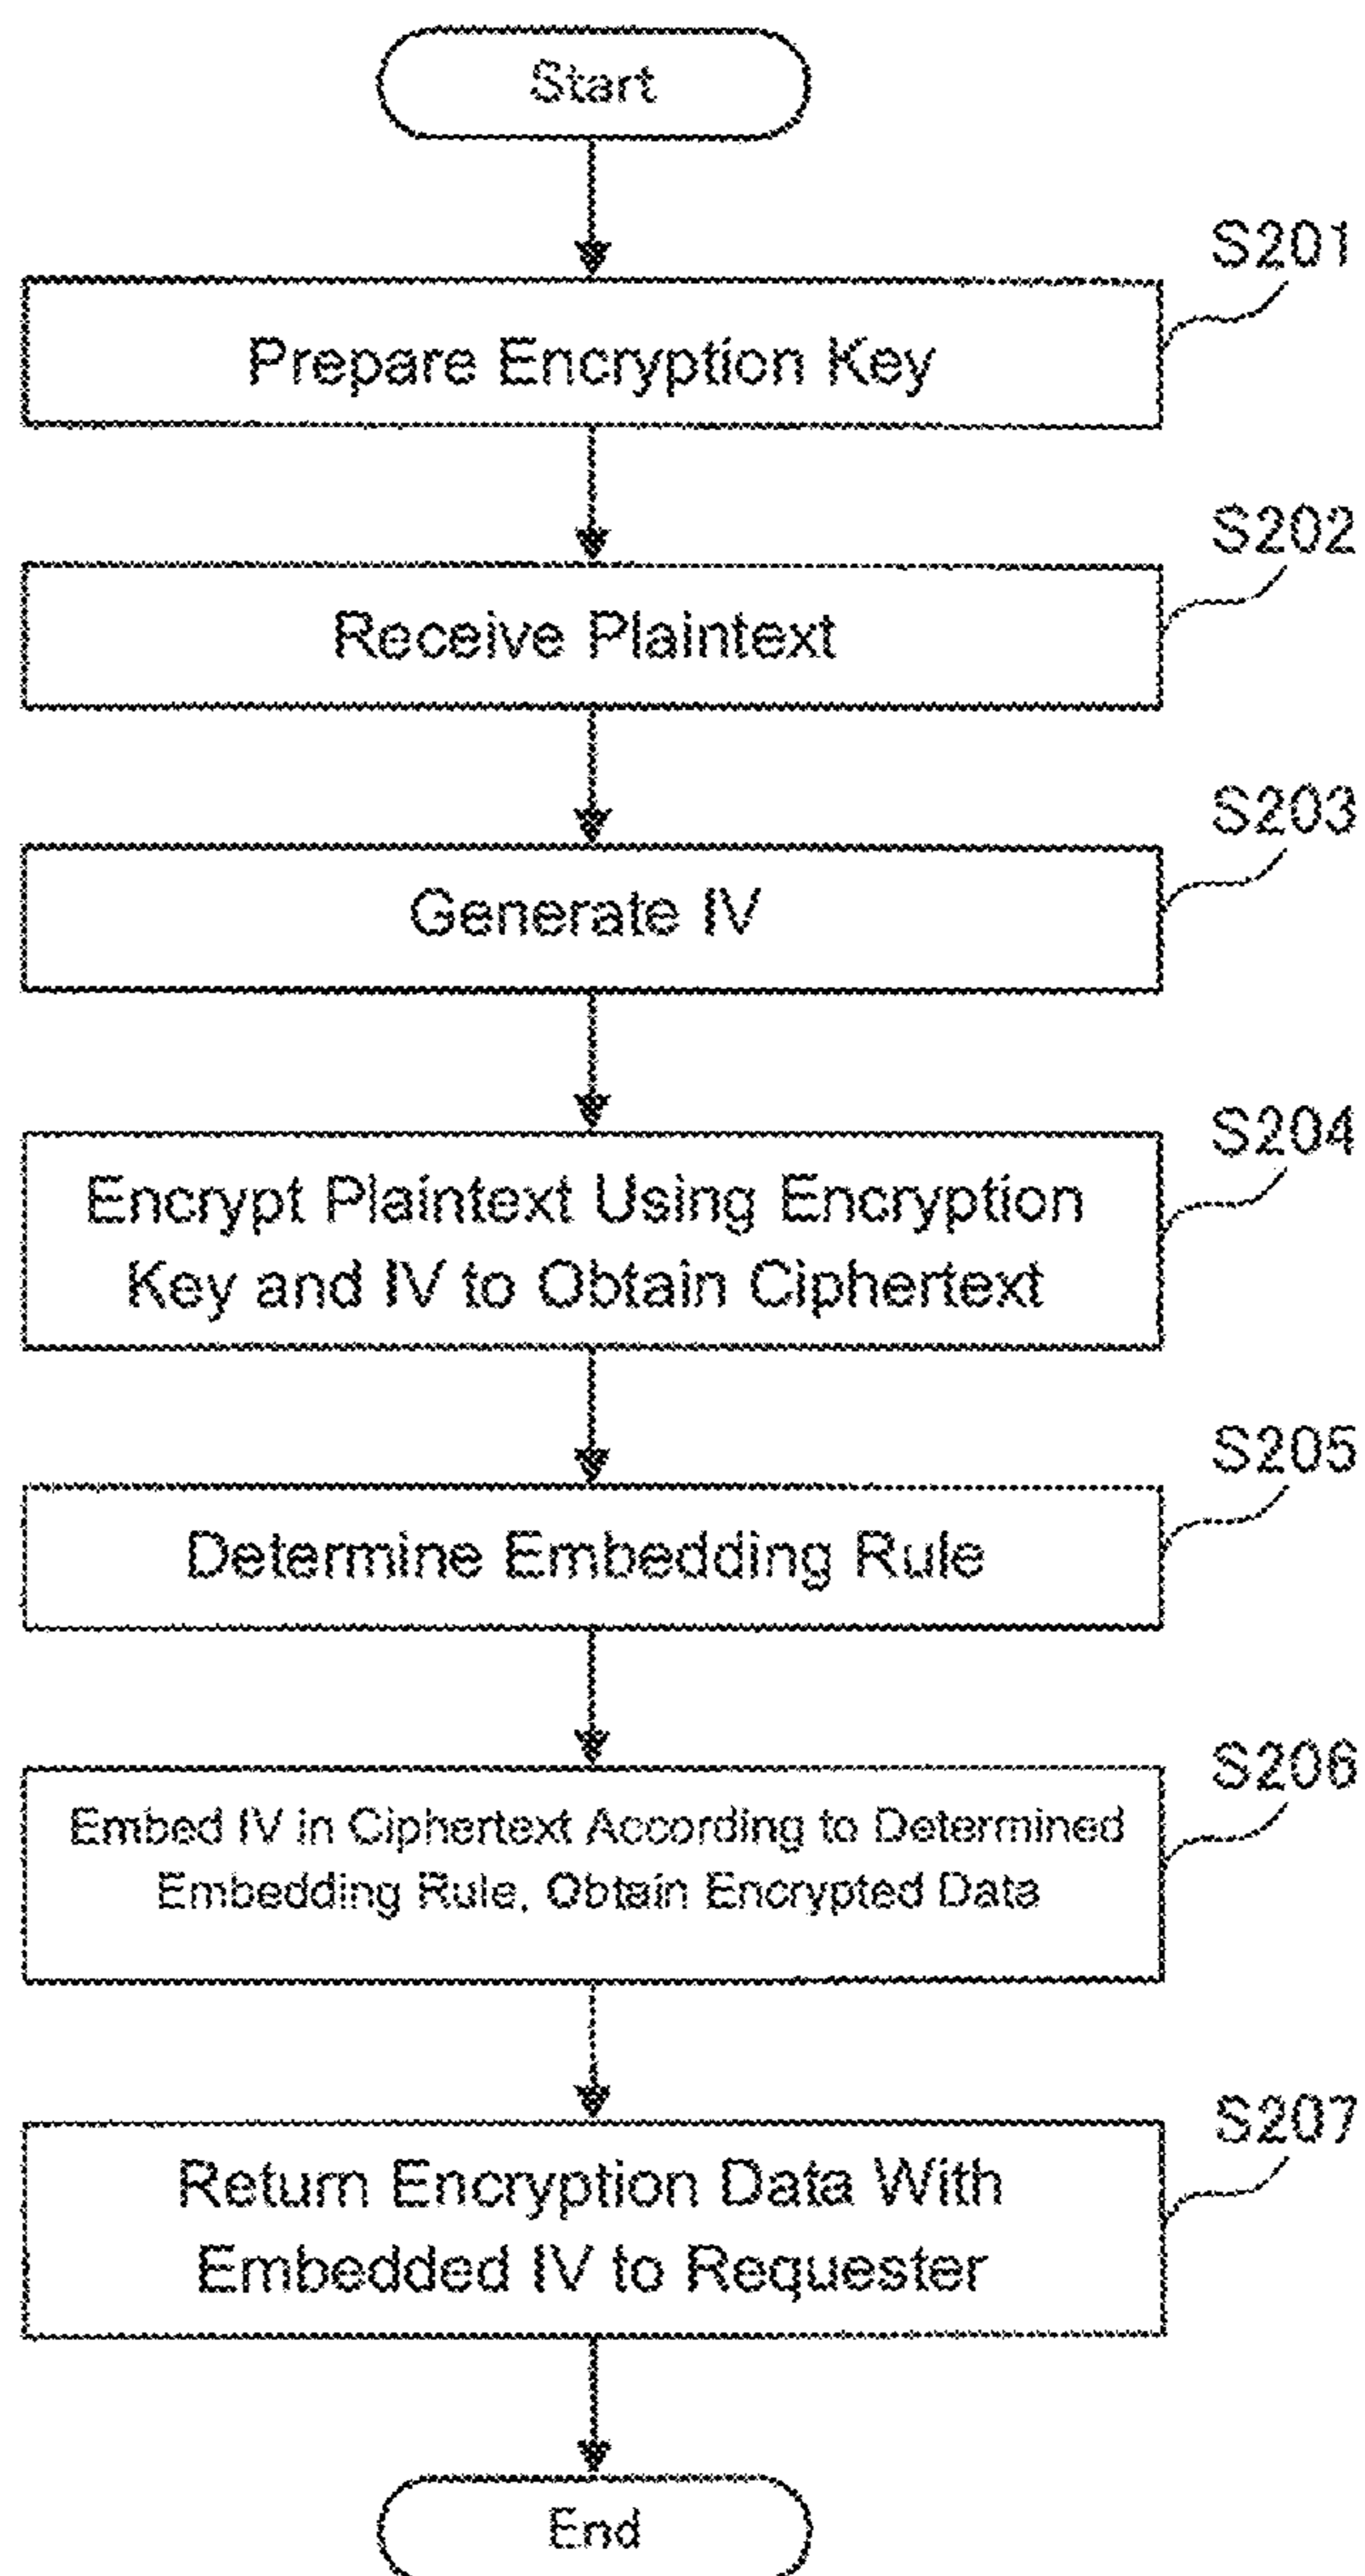 Start
S201
Prepare Encryption Key
S202
Receive Plaintext
S203
Generate IV
S204
Encrypt Plaintext Using Encryption
Key and IV to Obtain Ciphertext
S205
Determine Embedding Rule
S206
Embed IV in Ciphertext According to Determined
Embedding Rule, Obtain Encrypted Data
S207
Return Encryption Data With
Embedded IV to Requester
End